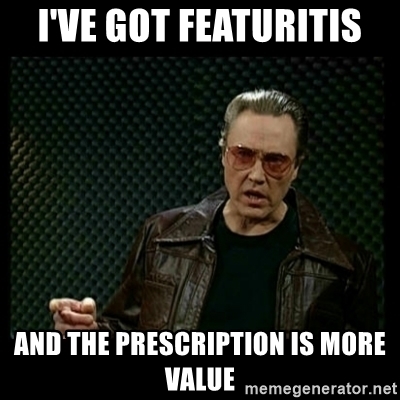 I'VE GOT FEATURITIS
AND THE PRESCRIPTION IS MORE
VALUE
memegenerator.net